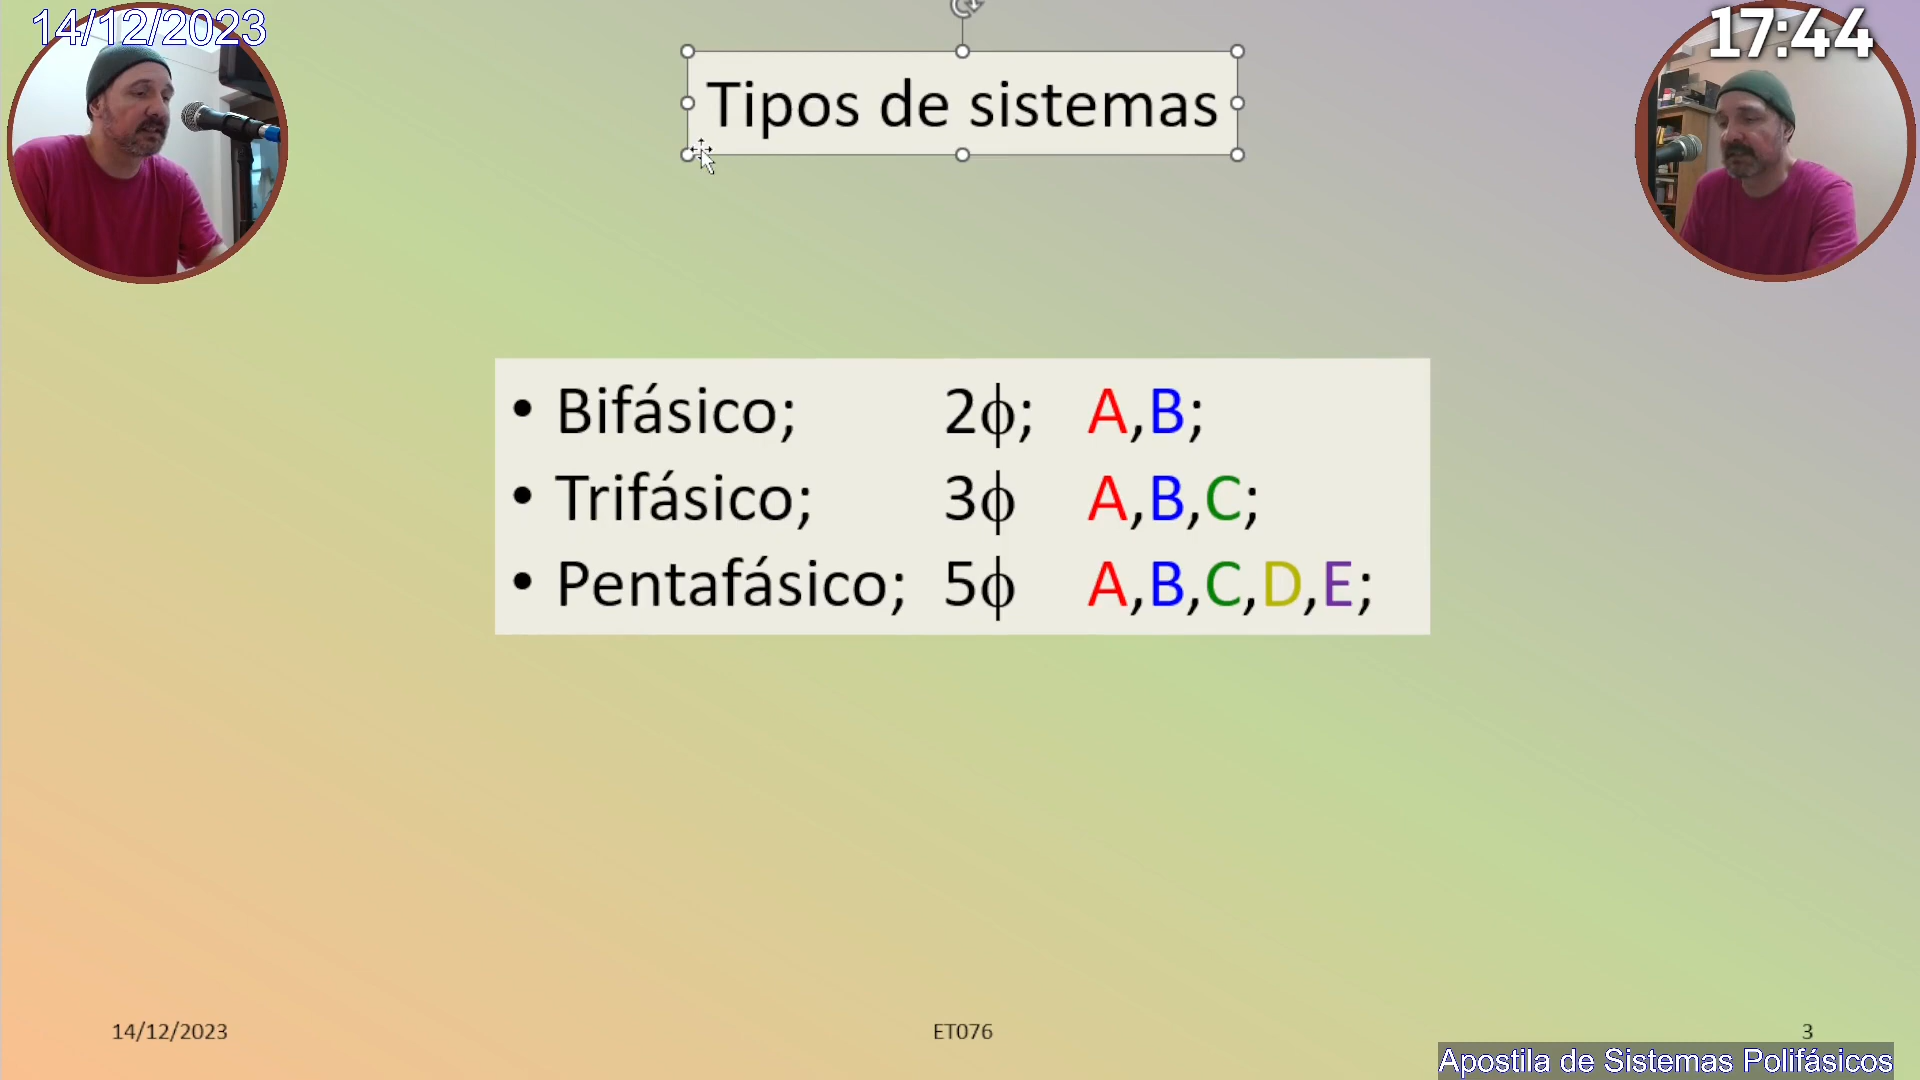 14/12/2023
17:44
Tipos de sistemas
• Bifásico; 2ϕ; A,B;
• Trifásico; 3ϕ A,B,C;
• Pentafásico; 5ϕ A,B,C,D,E;
14/12/2023
ET076
3
Apostila de Sistemas Polifásicos